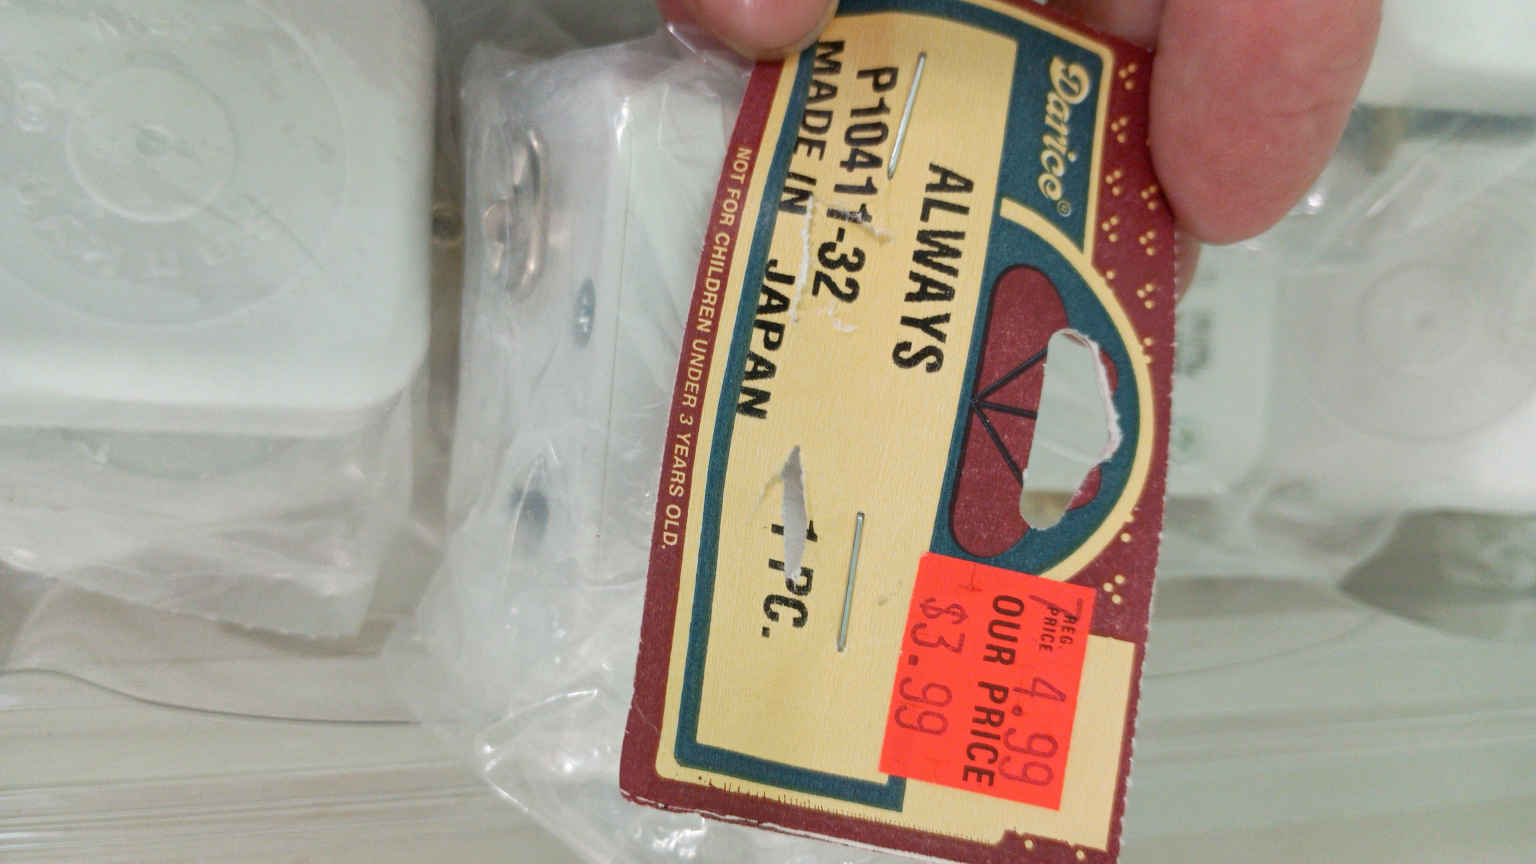 Darice©
ALWAYS
P10411-32
MADE IN JAPAN
1 PC.
NOT FOR CHILDREN UNDER 3 YEARS OLD.
REG.
PRICE
4.99
OUR PRICE
$3.99